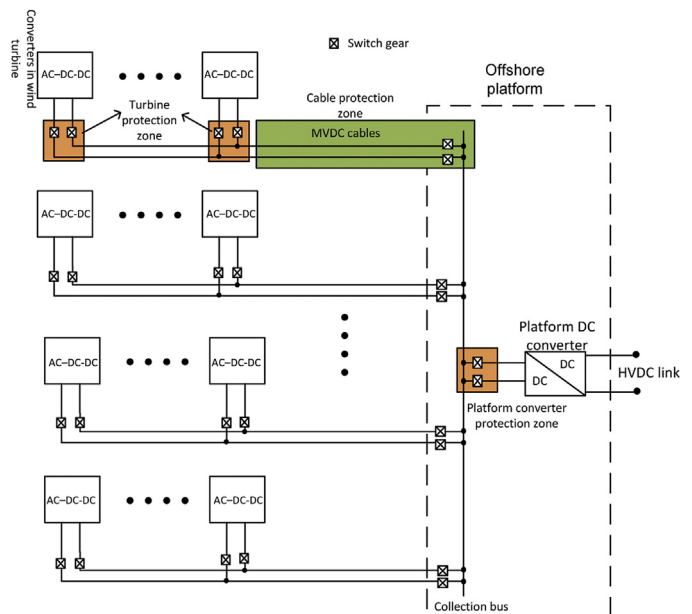 Converters in wind
turbine
AC–DC-DC
AC–DC-DC
Switch gear
Turbine
protection
zone
Cable protection
zone
MVDC cables
Offshore
platform
AC–DC-DC
AC–DC-DC
AC–DC-DC
AC–DC-DC
Platform DC
converter
DC
DC
HVDC link
Platform converter
protection zone
AC–DC-DC
AC–DC-DC
Collection bus